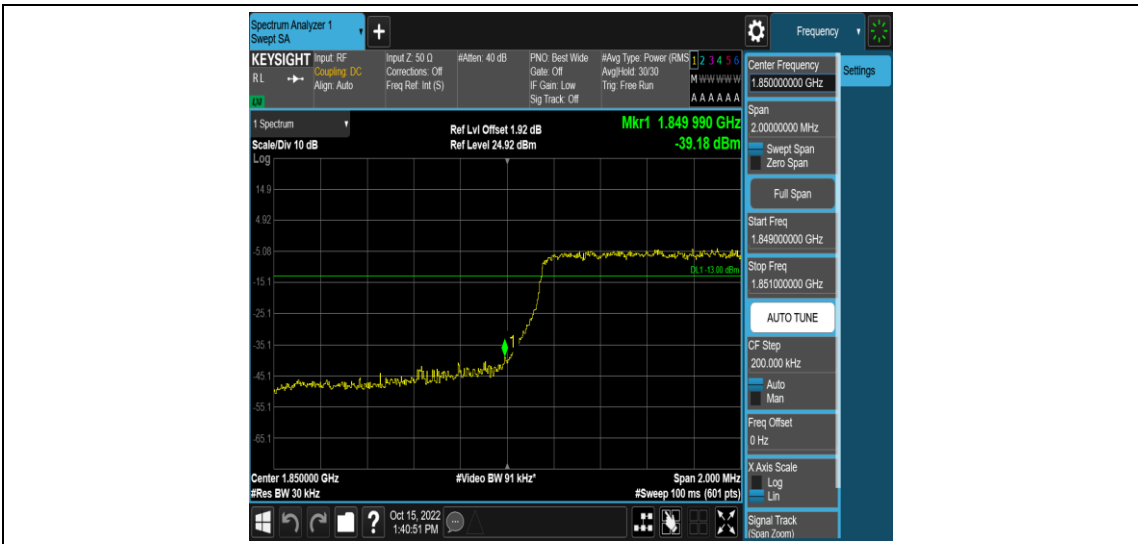 Spectrum Analyzer 1
Swept SA
+
Frequency
KEYSIGHT
RL
LXI
Input: RF
Coupling: DC
Align: Auto
Input Z: 50 Ω
Corrections: Off
Freq Ref: Int (S)
#Atten: 40 dB
PNO: Best Wide
Gate: Off
IF Gain: Low
Sig Track: Off
#Avg Type: Power (RMS
Avg|Hold: 30/30
Trig: Free Run
1 2 3 4 5 6
M W W W W W
A A A A A A
1 Spectrum
Scale/Div 10 dB
Ref Lvl Offset 1.92 dB
Ref Level 24.92 dBm
Mkr1 1.849 990 GHz
-39.18 dBm
Log
14.9
4.92
-5.08
-15.1
-25.1
-35.1
-45.1
-55.1
-65.1
DL1 -13.00 dBm
1
Center 1.850000 GHz
#Res BW 30 kHz
#Video BW 91 kHz*
Span 2.000 MHz
#Sweep 100 ms (601 pts)
?
Oct 15, 2022
1:40:51 PM
Settings
Center Frequency
1.850000000 GHz
Span
2.00000000 MHz
Swept Span
Zero Span
Full Span
Start Freq
1.849000000 GHz
Stop Freq
1.851000000 GHz
AUTO TUNE
CF Step
200.000 kHz
Auto
Man
Freq Offset
0 Hz
X Axis Scale
Log
Lin
Signal Track
(Span Zoom)